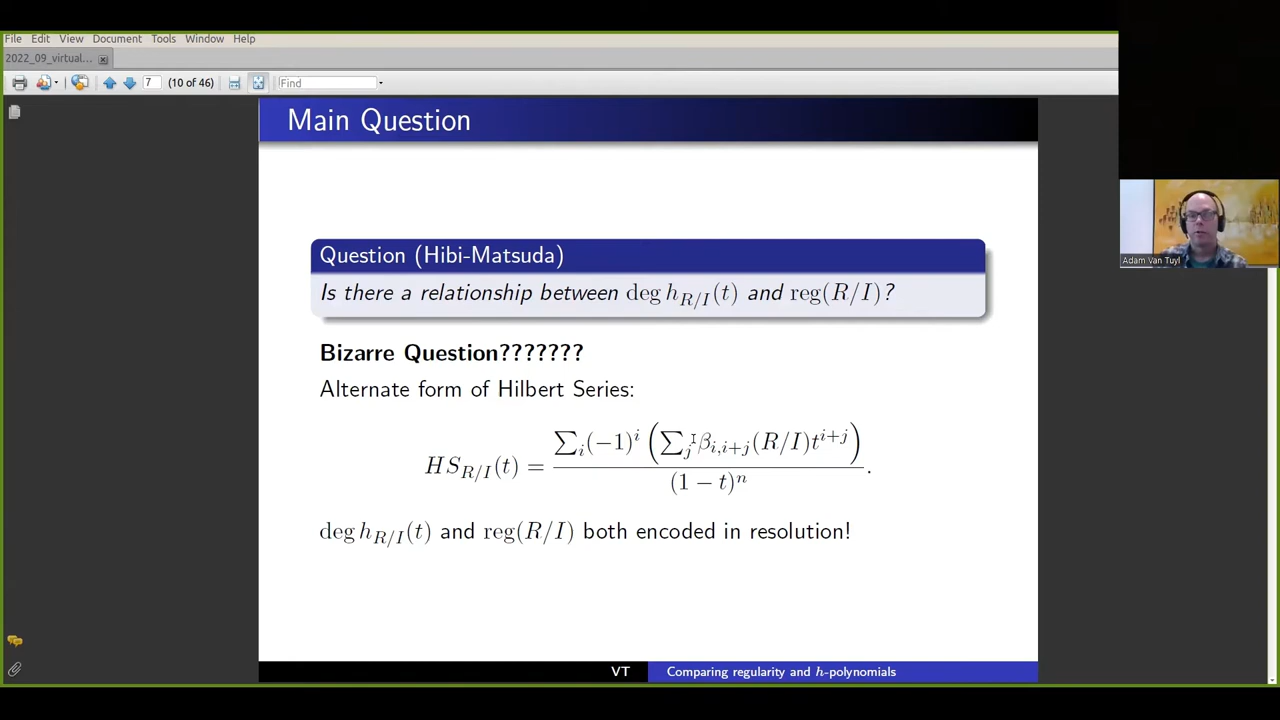 File Edit View Document Tools Window Help
2022_09_virtual...
7 (10 of 46) Find
Main Question
Question (Hibi-Matsuda)
Is there a relationship between deg h_{R/I}(t) and reg(R/I)?
Bizarre Question???????
Alternate form of Hilbert Series:
HS_{R/I}(t) = \frac{\sum_i (-1)^i \left( \sum_j \beta_{i,i+j}(R/I) t^{i+j} \right)}{(1-t)^n}.
deg h_{R/I}(t) and reg(R/I) both encoded in resolution!
VT Comparing regularity and h-polynomials
Adam Van Tuyl